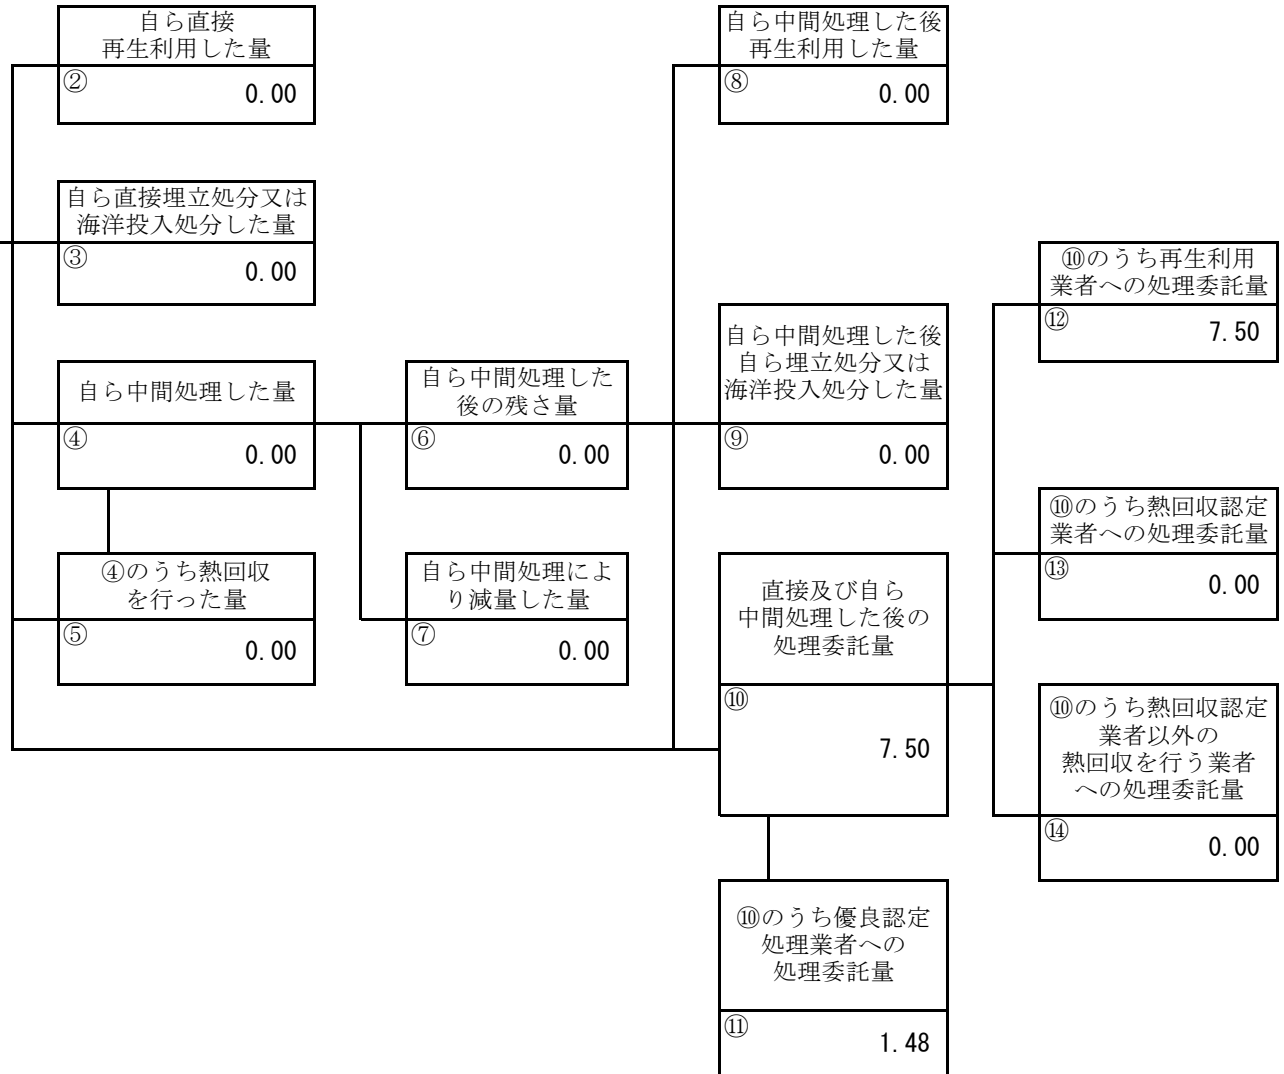 自ら直接
再生利用した量
②
0.00
自ら直接埋立処分又は
海洋投入処分した量
③
0.00
自ら中間処理した量
④
0.00
④のうち熱回収
を行った量
⑤
0.00
自ら中間処理した
後の残さ量
⑥
0.00
自ら中間処理によ
り減量した量
⑦
0.00
自ら中間処理した後
再生利用した量
⑧
0.00
自ら中間処理した後
自ら埋立処分又は
海洋投入処分した量
⑨
0.00
直接及び自ら
中間処理した後の
処理委託量
⑩
7.50
⑩のうち優良認定
処理業者への
処理委託量
⑪
1.48
⑩のうち再生利用
業者への処理委託量
⑫
7.50
⑩のうち熱回収認定
業者への処理委託量
⑬
0.00
⑩のうち熱回収認定
業者以外の
熱回収を行う業者
への処理委託量
⑭
0.00